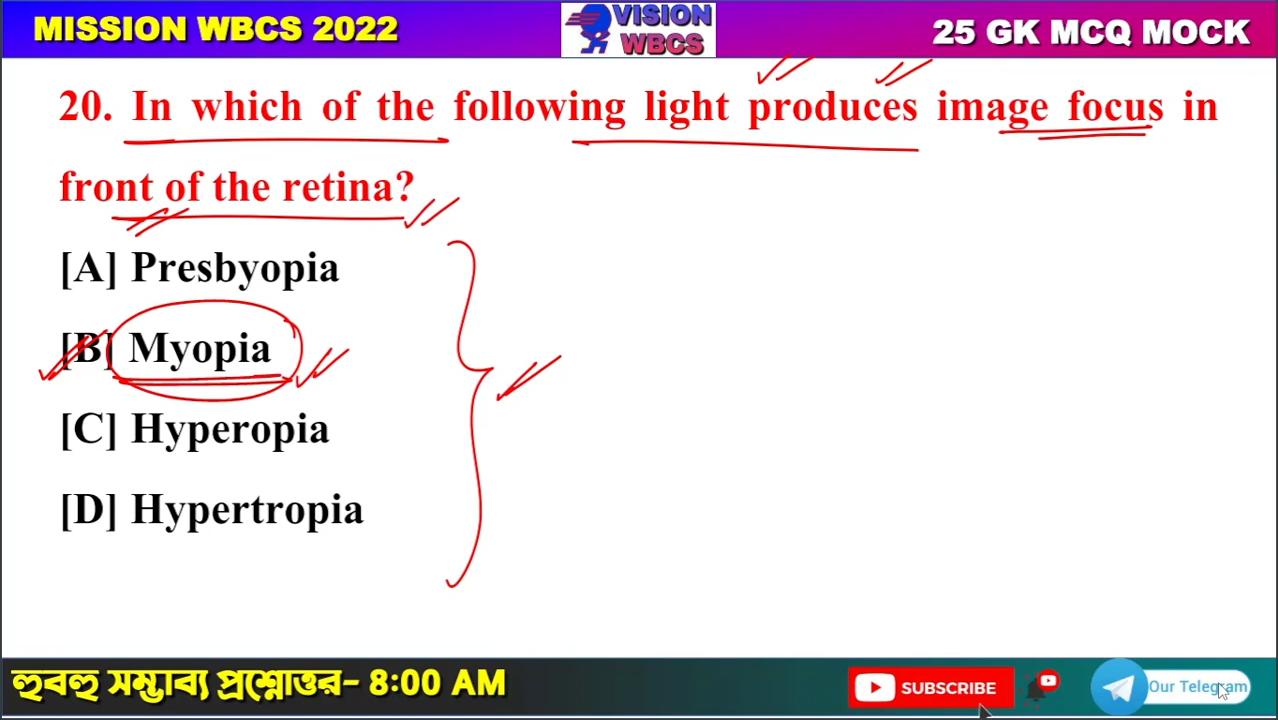 MISSION WBCS 2022
VISION
WBCS
25 GK MCQ MOCK
20. In which of the following light produces image focus in
front of the retina?
[A] Presbyopia
[B] Myopia
[C] Hyperopia
[D] Hypertropia
হুবহু সম্ভাব্য প্রশ্নোত্তর- 8:00 AM
SUBSCRIBE
Our Telegram